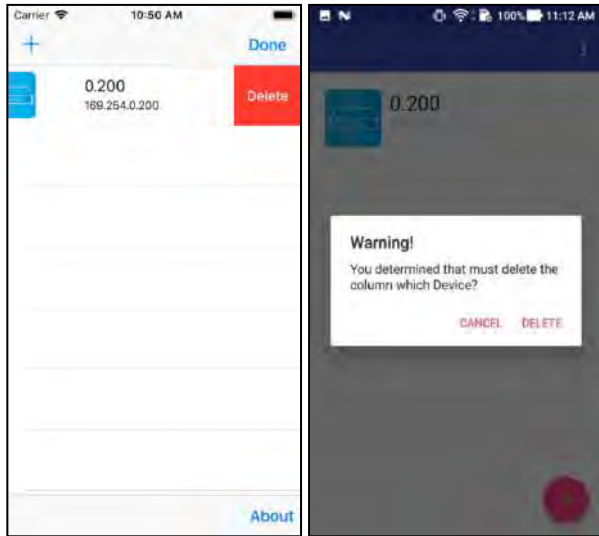 Carrier 10:50 AM
+ Done
0.200
169.254.0.200
Delete
About
N 100% 11:12 AM
0.200
Warning!
You determined that must delete the
column which Device?
CANCEL DELETE